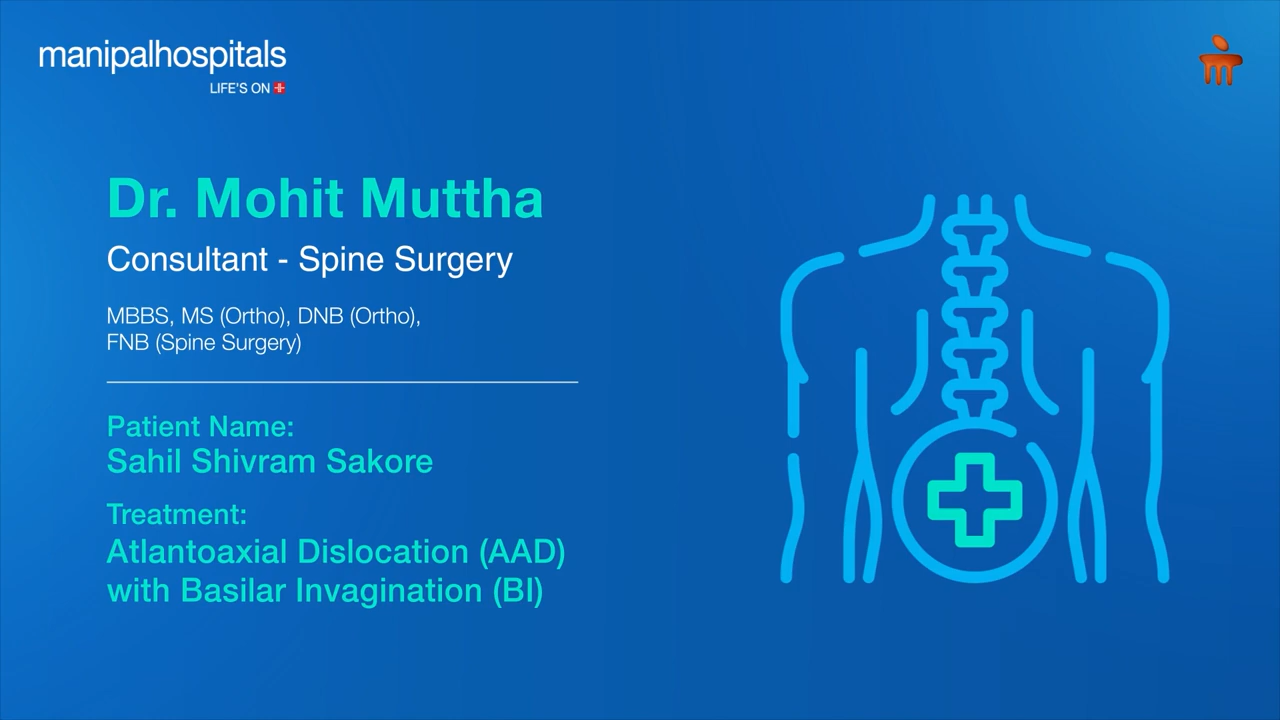 manipalhospitals
LIFE'S ON
Dr. Mohit Muttha
Consultant - Spine Surgery
MBBS, MS (Ortho), DNB (Ortho),
FNB (Spine Surgery)
Patient Name:
Sahil Shivram Sakore
Treatment:
Atlantoaxial Dislocation (AAD)
with Basilar Invagination (BI)